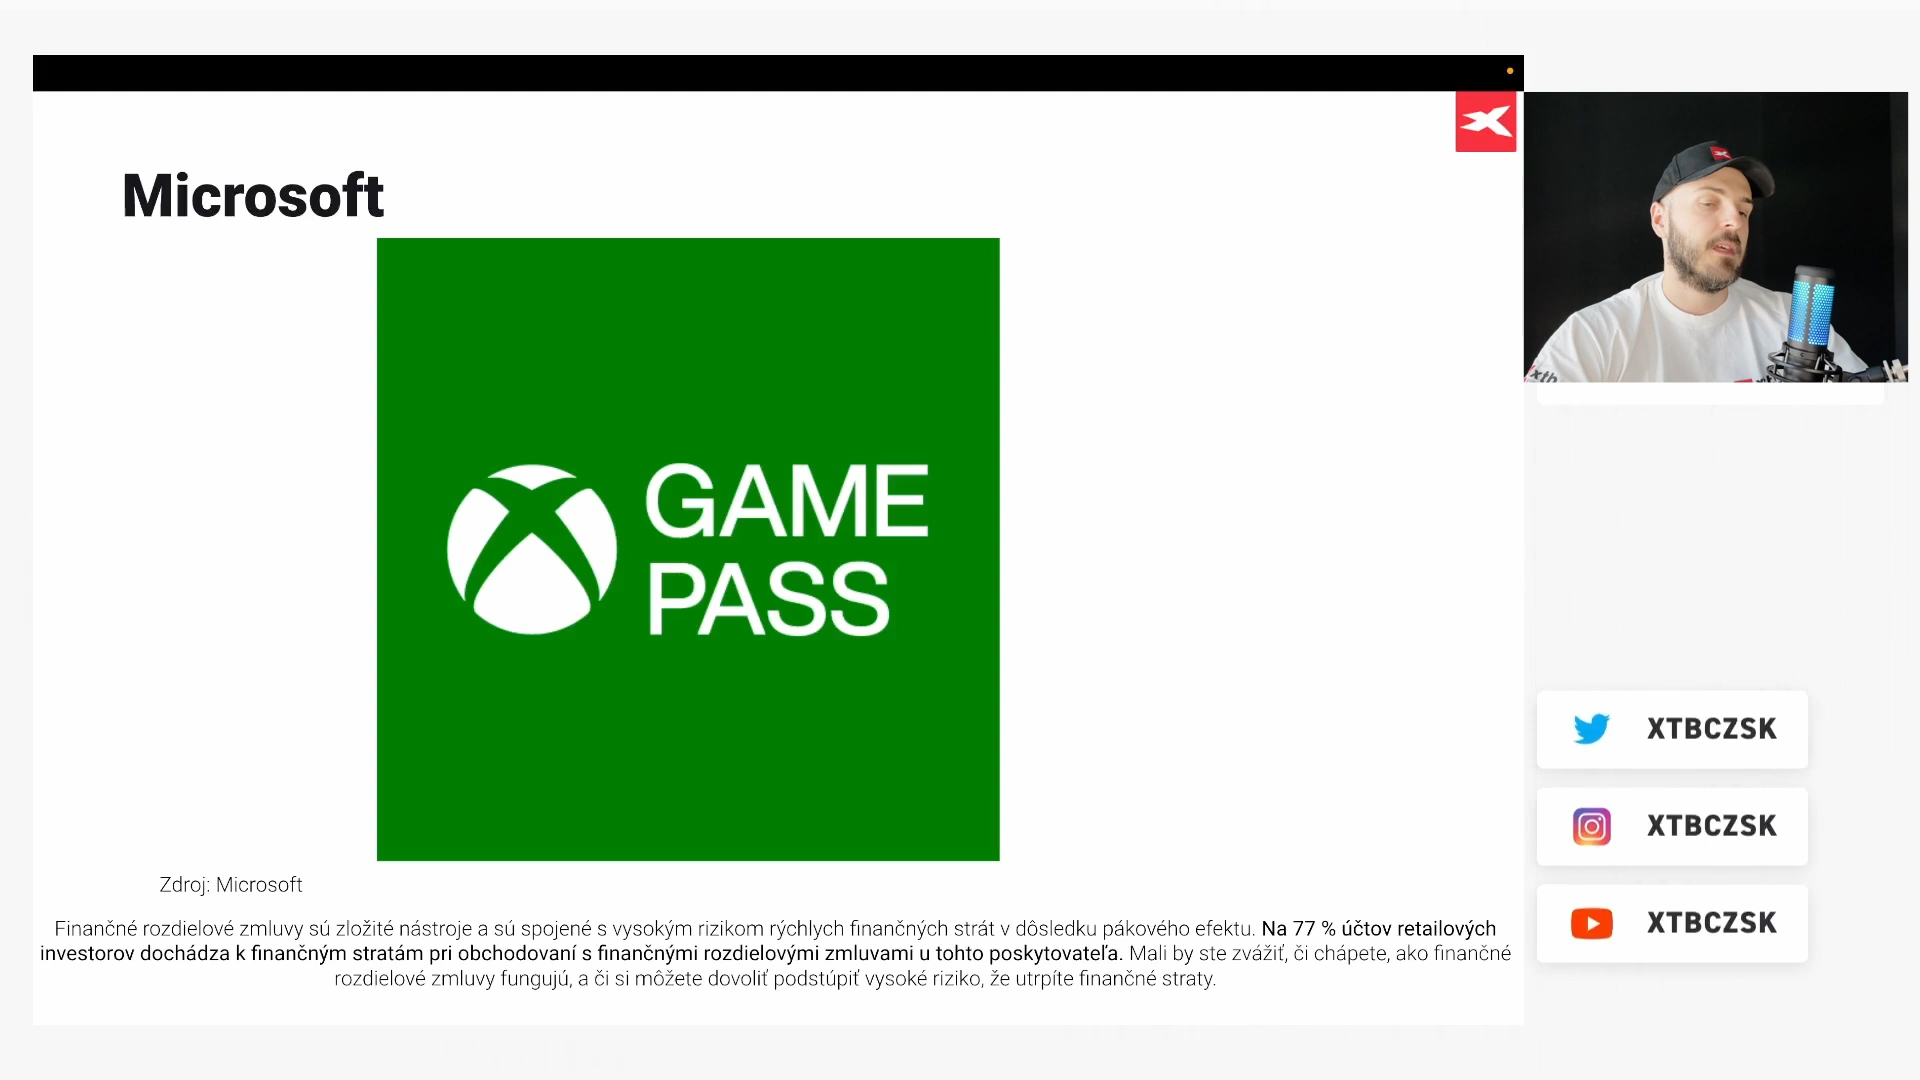 Microsoft
GAME
PASS
Zdroj: Microsoft
Finančné rozdielové zmluvy sú zložité nástroje a sú spojené s vysokým rizikom rýchlych finančných strát v dôsledku pákového efektu. Na 77 % účtov retailových
investorov dochádza k finančným stratám pri obchodovaní s finančnými rozdielovými zmluvami u tohto poskytovateľa. Mali by ste zvážiť, či chápete, ako finančné
rozdielové zmluvy fungujú, a či si môžete dovoliť podstúpiť vysoké riziko, že utrpíte finančné straty.
xtb
XTBCZSK
XTBCZSK
XTBCZSK